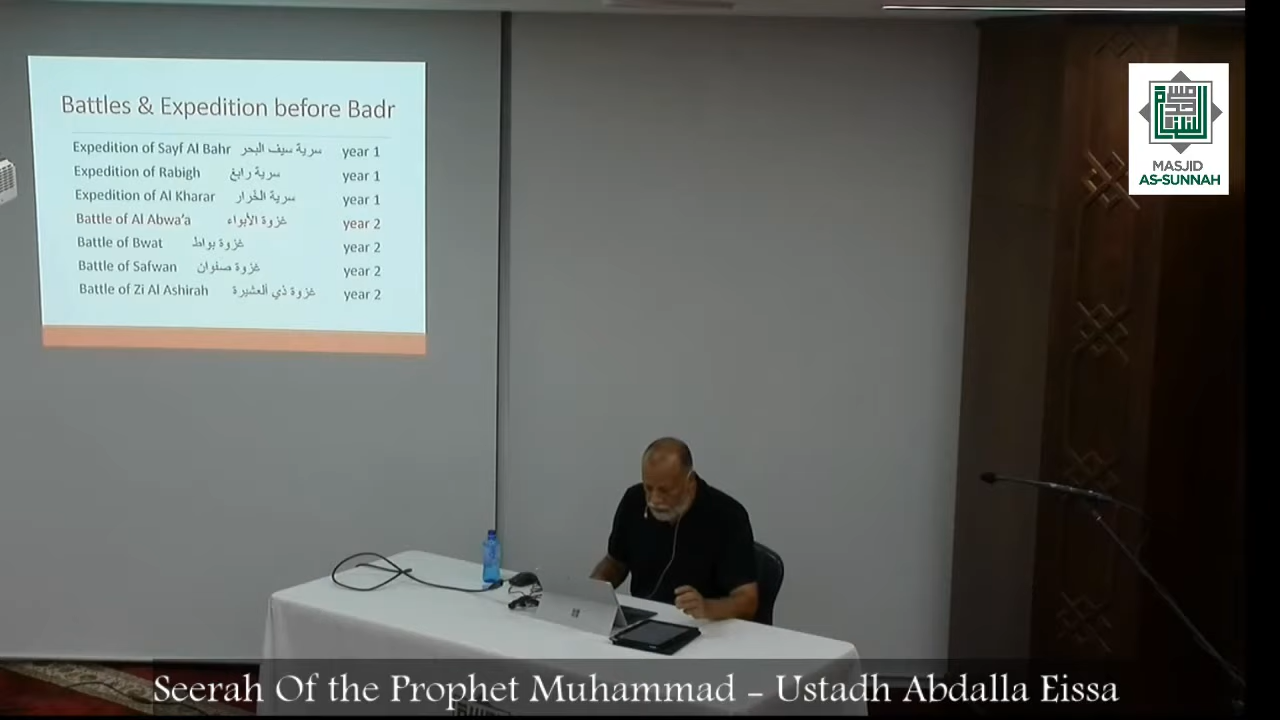 Battles & Expedition before Badr
Expedition of Sayf Al Bahr سرية سيف البحر year 1
Expedition of Rabigh سرية رابغ year 1
Expedition of Al Kharar سرية الخُرار year 1
Battle of Al Abwa'a غزوة الأبواء year 2
Battle of Bwat غزوة بواط year 2
Battle of Safwan غزوة صفوان year 2
Battle of Zi Al Ashirah غزوة ذي العشيرة year 2
MASJID
AS-SUNNAH
Seerah Of the Prophet Muhammad - Ustadh Abdalla Eissa